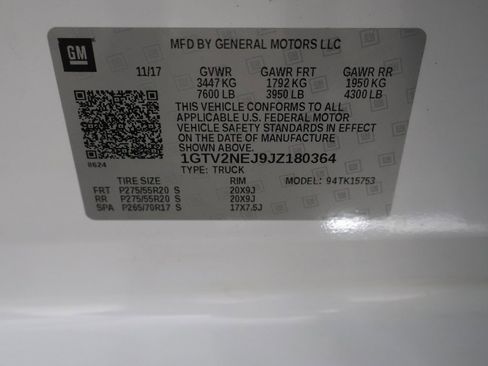 GM
MFD BY GENERAL MOTORS LLC
11/17 GVWR GAWR FRT GAWR RR
3447 KG 1792 KG 1950 KG
7600 LB 3950 LB 4300 LB
THIS VEHICLE CONFORMS TO ALL
APPLICABLE U.S. FEDERAL MOTOR
VEHICLE SAFETY STANDARDS IN EFFECT
ON THE DATE OF MANUFACTURE
SHOWN ABOVE.
8624
1GTV2NEJ9JZ180364
TYPE: TRUCK
TIRE SIZE RIM MODEL: 94TK15753
FRT P275/55R20 S 20X9J
RR P275/55R20 S 20X9J
SPA P265/70R17 S 17X7.5J